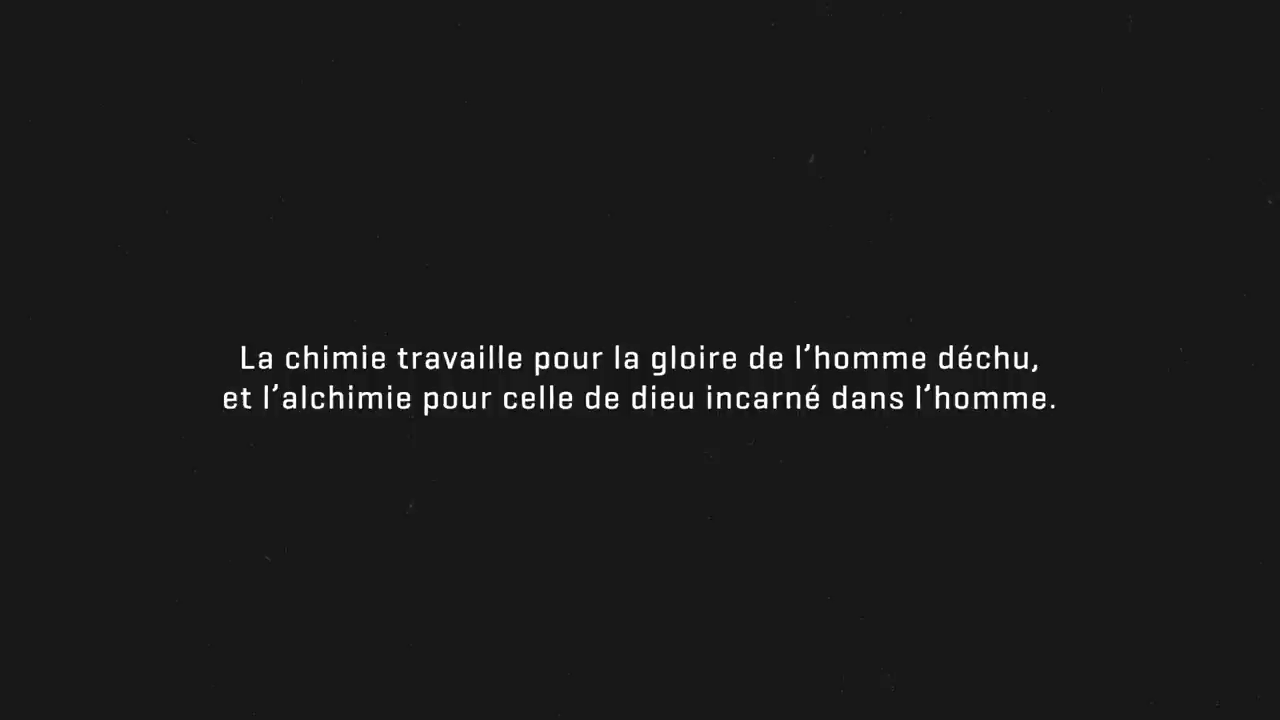 La chimie travaille pour la gloire de l’homme déchu,
et l’alchimie pour celle de dieu incarné dans l’homme.